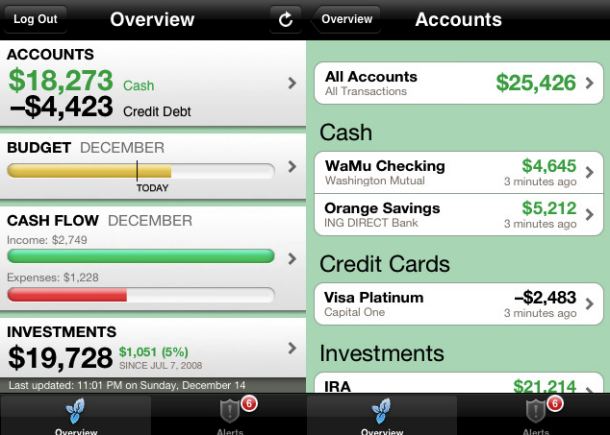 Log Out
Overview
ACCOUNTS
$18,273 Cash
–$4,423 Credit Debt
BUDGET DECEMBER
TODAY
CASH FLOW DECEMBER
Income: $2,749
Expenses: $1,228
INVESTMENTS
$19,728 $1,051 (5%)
SINCE JUL 7, 2008
Last updated: 11:01 PM on Sunday, December 14
Overview
6
Alerts
Overview
Accounts
All Accounts $25,426
All Transactions
Cash
WaMu Checking $4,645
Washington Mutual 3 minutes ago
Orange Savings $5,212
ING DIRECT Bank 3 minutes ago
Credit Cards
Visa Platinum –$2,483
Capital One 3 minutes ago
Investments
IRA $21,214
Overview
6
Alerts